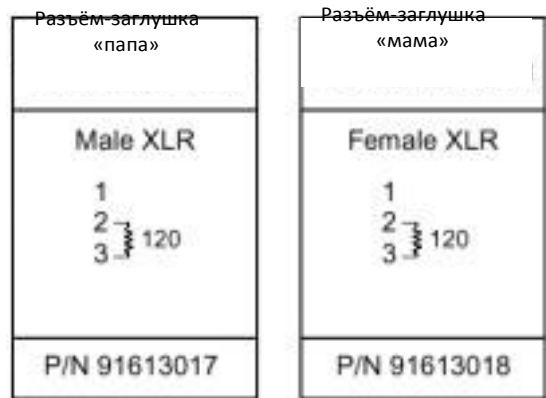 Разъём-заглушка
«папа»
Male XLR
1
2
3
120
P/N 91613017
Разъём-заглушка
«мама»
Female XLR
1
2
3
120
P/N 91613018